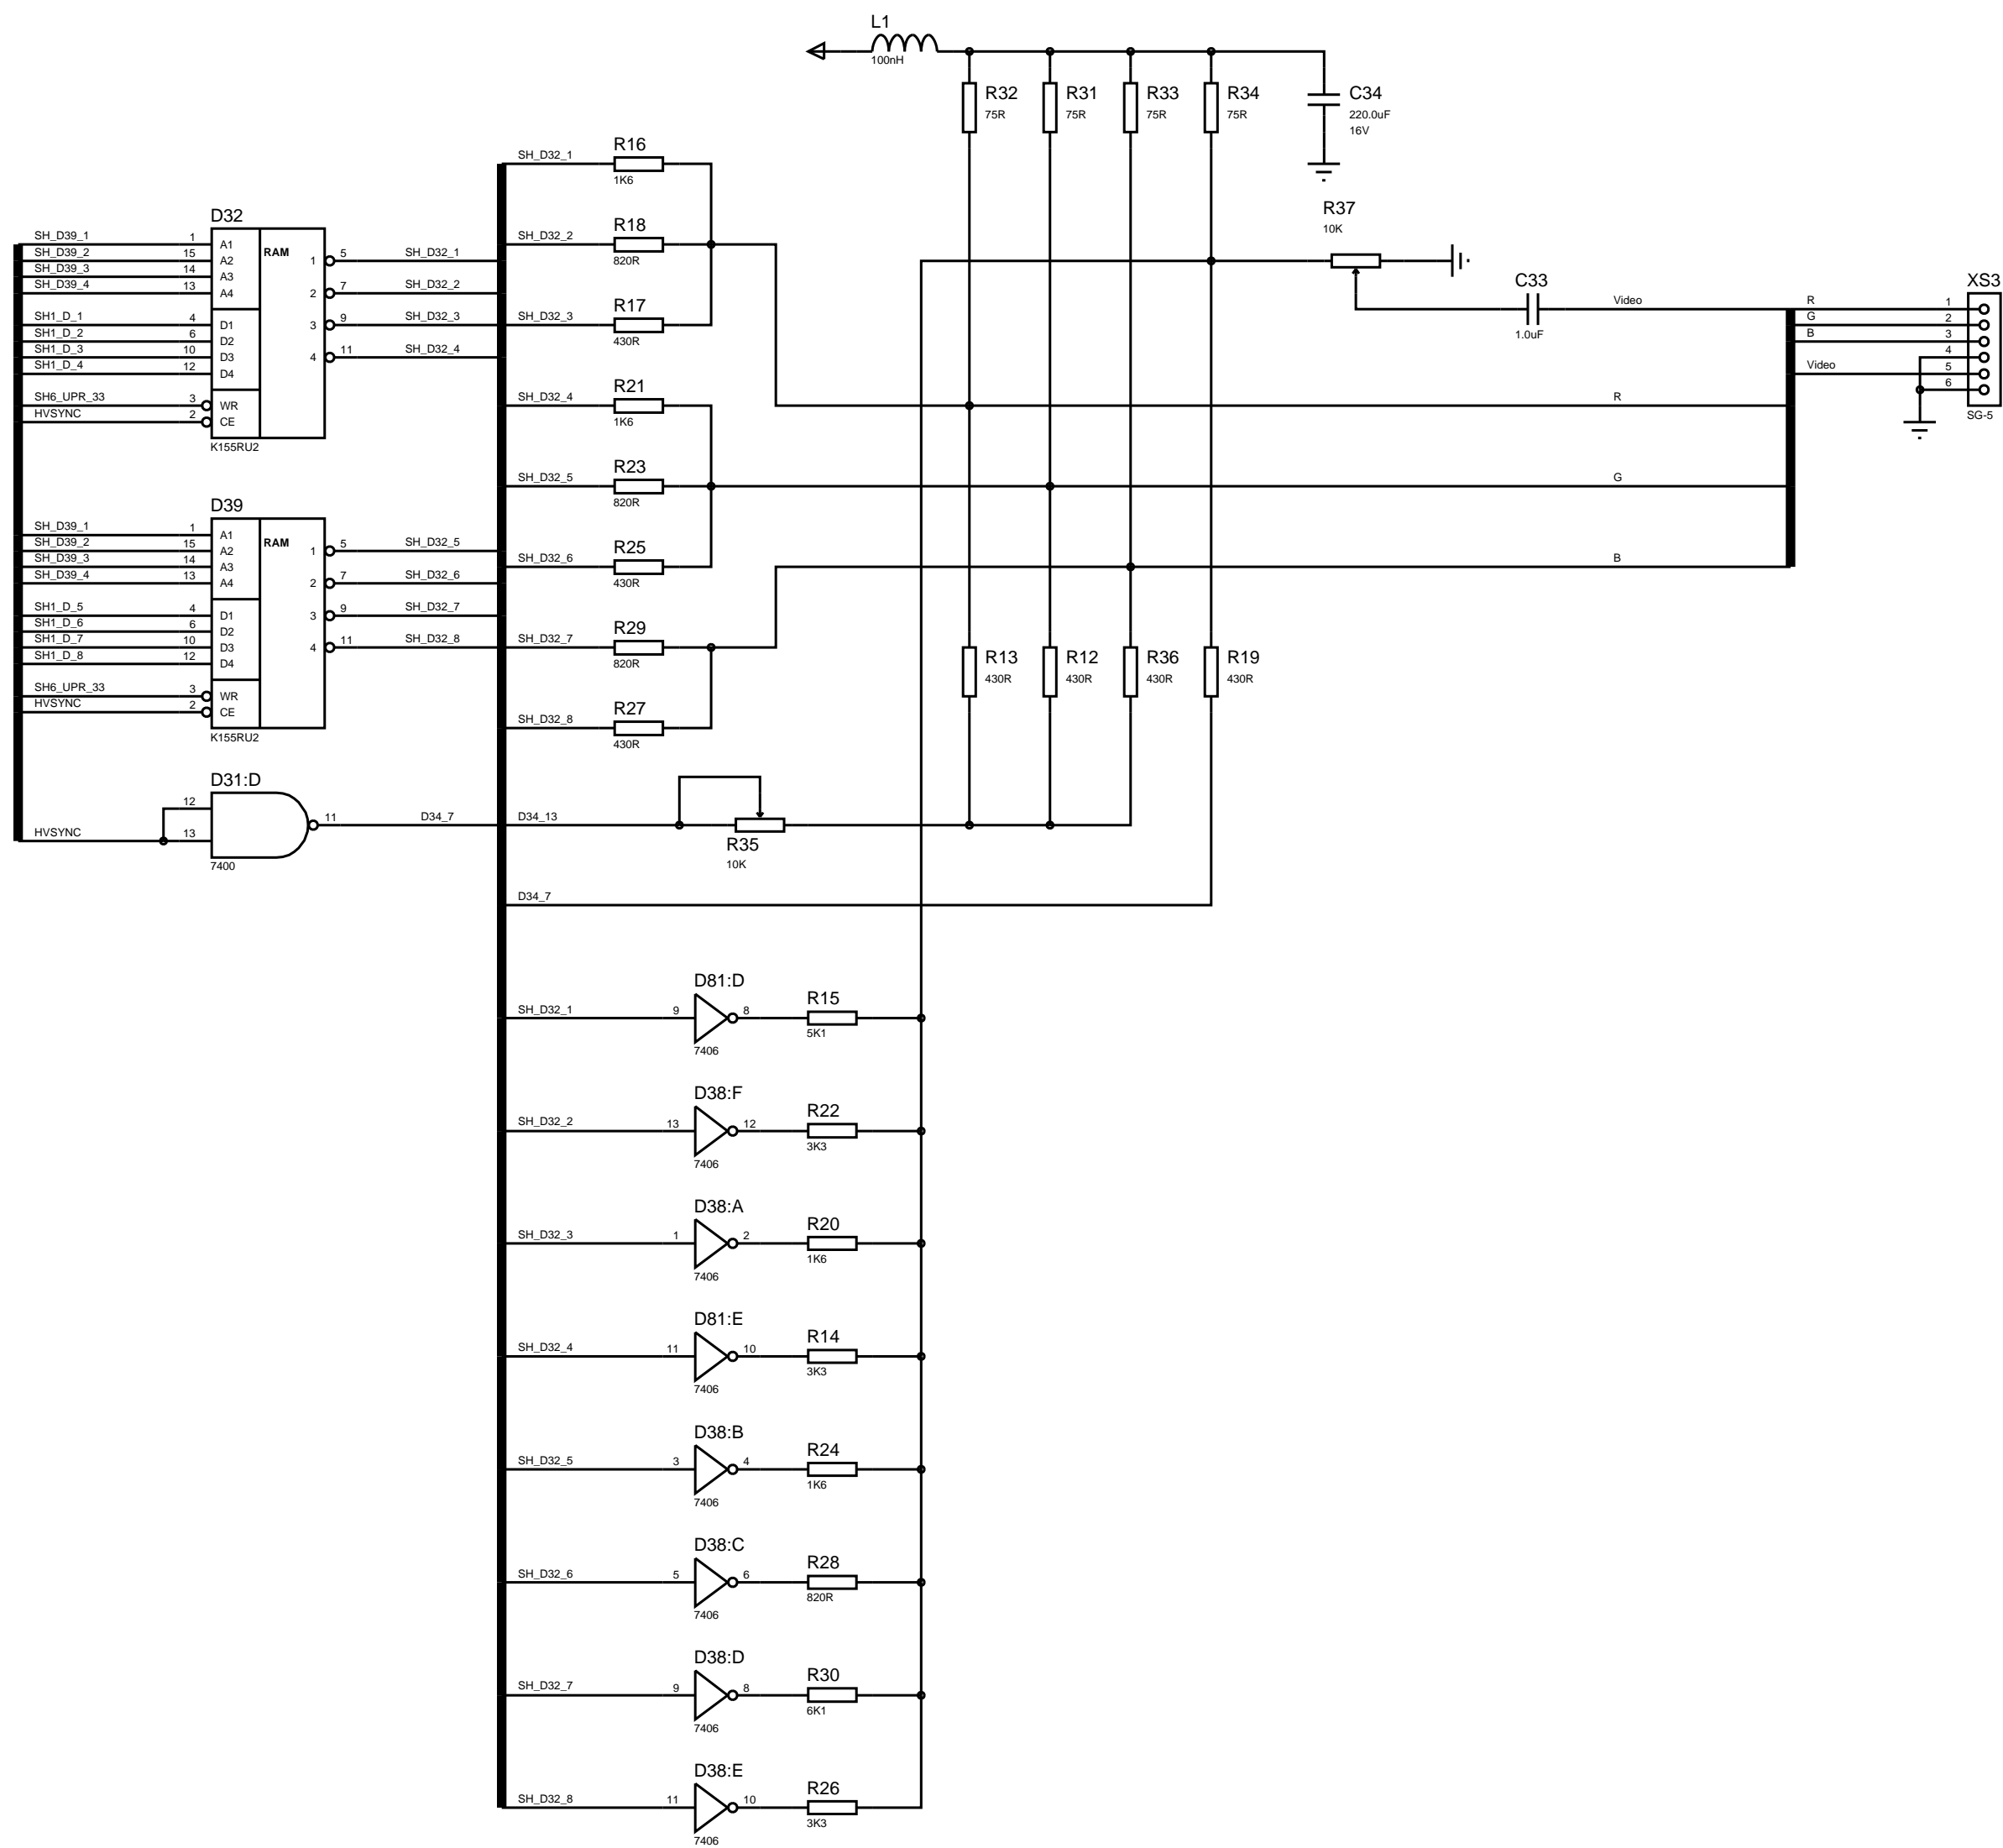 L1
100nH
R32
75R
R31
75R
R33
75R
R34
75R
C34
220.0uF
16V
SH_D32_1
R16
1K6
SH_D32_2
R18
820R
SH_D32_3
R17
430R
SH_D32_4
R21
1K6
SH_D32_5
R23
820R
SH_D32_6
R25
430R
SH_D32_7
R29
820R
SH_D32_8
R27
430R
D32
RAM
SH_D39_1 1 A1
SH_D39_2 15 A2
SH_D39_3 14 A3
SH_D39_4 13 A4
SH1_D_1 4 D1
SH1_D_2 6 D2
SH1_D_3 10 D3
SH1_D_4 12 D4
SH6_UPR_33 3 WR
HVSYNC 2 CE
1 5 SH_D32_1
2 7 SH_D32_2
3 9 SH_D32_3
4 11 SH_D32_4
K155RU2
D39
RAM
SH_D39_1 1 A1
SH_D39_2 15 A2
SH_D39_3 14 A3
SH_D39_4 13 A4
SH1_D_5 4 D1
SH1_D_6 6 D2
SH1_D_7 10 D3
SH1_D_8 12 D4
SH6_UPR_33 3 WR
HVSYNC 2 CE
1 5 SH_D32_5
2 7 SH_D32_6
3 9 SH_D32_7
4 11 SH_D32_8
K155RU2
D31:D
12
HVSYNC 13
11 D34_7
7400
D34_13
R35
10K
D34_7
R13
430R
R12
430R
R36
430R
R19
430R
R37
10K
C33
1.0uF
Video
R
G
B
XS3
R 1
G 2
B 3
4
Video 5
6
SG-5
D81:D
SH_D32_1 9 8
7406
R15
5K1
D38:F
SH_D32_2 13 12
7406
R22
3K3
D38:A
SH_D32_3 1 2
7406
R20
1K6
D81:E
SH_D32_4 11 10
7406
R14
3K3
D38:B
SH_D32_5 3 4
7406
R24
1K6
D38:C
SH_D32_6 5 6
7406
R28
820R
D38:D
SH_D32_7 9 8
7406
R30
6K1
D38:E
SH_D32_8 11 10
7406
R26
3K3